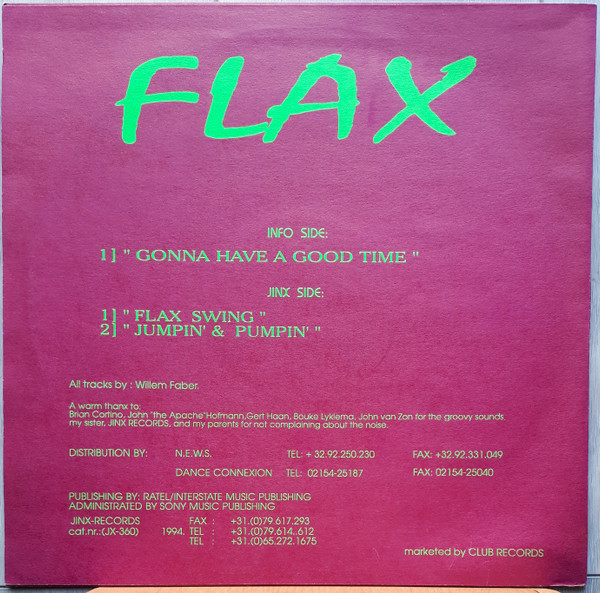 FLAX
INFO SIDE:
1] " GONNA HAVE A GOOD TIME "
JINX SIDE:
1] " FLAX SWING "
2] " JUMPIN' & PUMPIN' "
All tracks by : Willem Faber.
A warm thanx to:
Brian Cortino, John "the Apache"Hofmann,Gert Haan, Bouke Lyklema, John van Zon for the groovy sounds
my sister, JINX RECORDS, and my parents for not complaining about the noise.
DISTRIBUTION BY: N.E.W.S. TEL: + 32.92.250.230 FAX: +32.92.331.049
DANCE CONNEXION TEL: 02154-25187 FAX: 02154-25040
PUBLISHING BY: RATEL/INTERSTATE MUSIC PUBLISHING
ADMINISTRATED BY SONY MUSIC PUBLISHING
JINX-RECORDS FAX : +31.(0)79 617.293
cat.nr.:(JX-360) 1994. TEL : +31.(0)79.614..612
TEL : +31.(0)65.272.1675
marketed by CLUB RECORDS